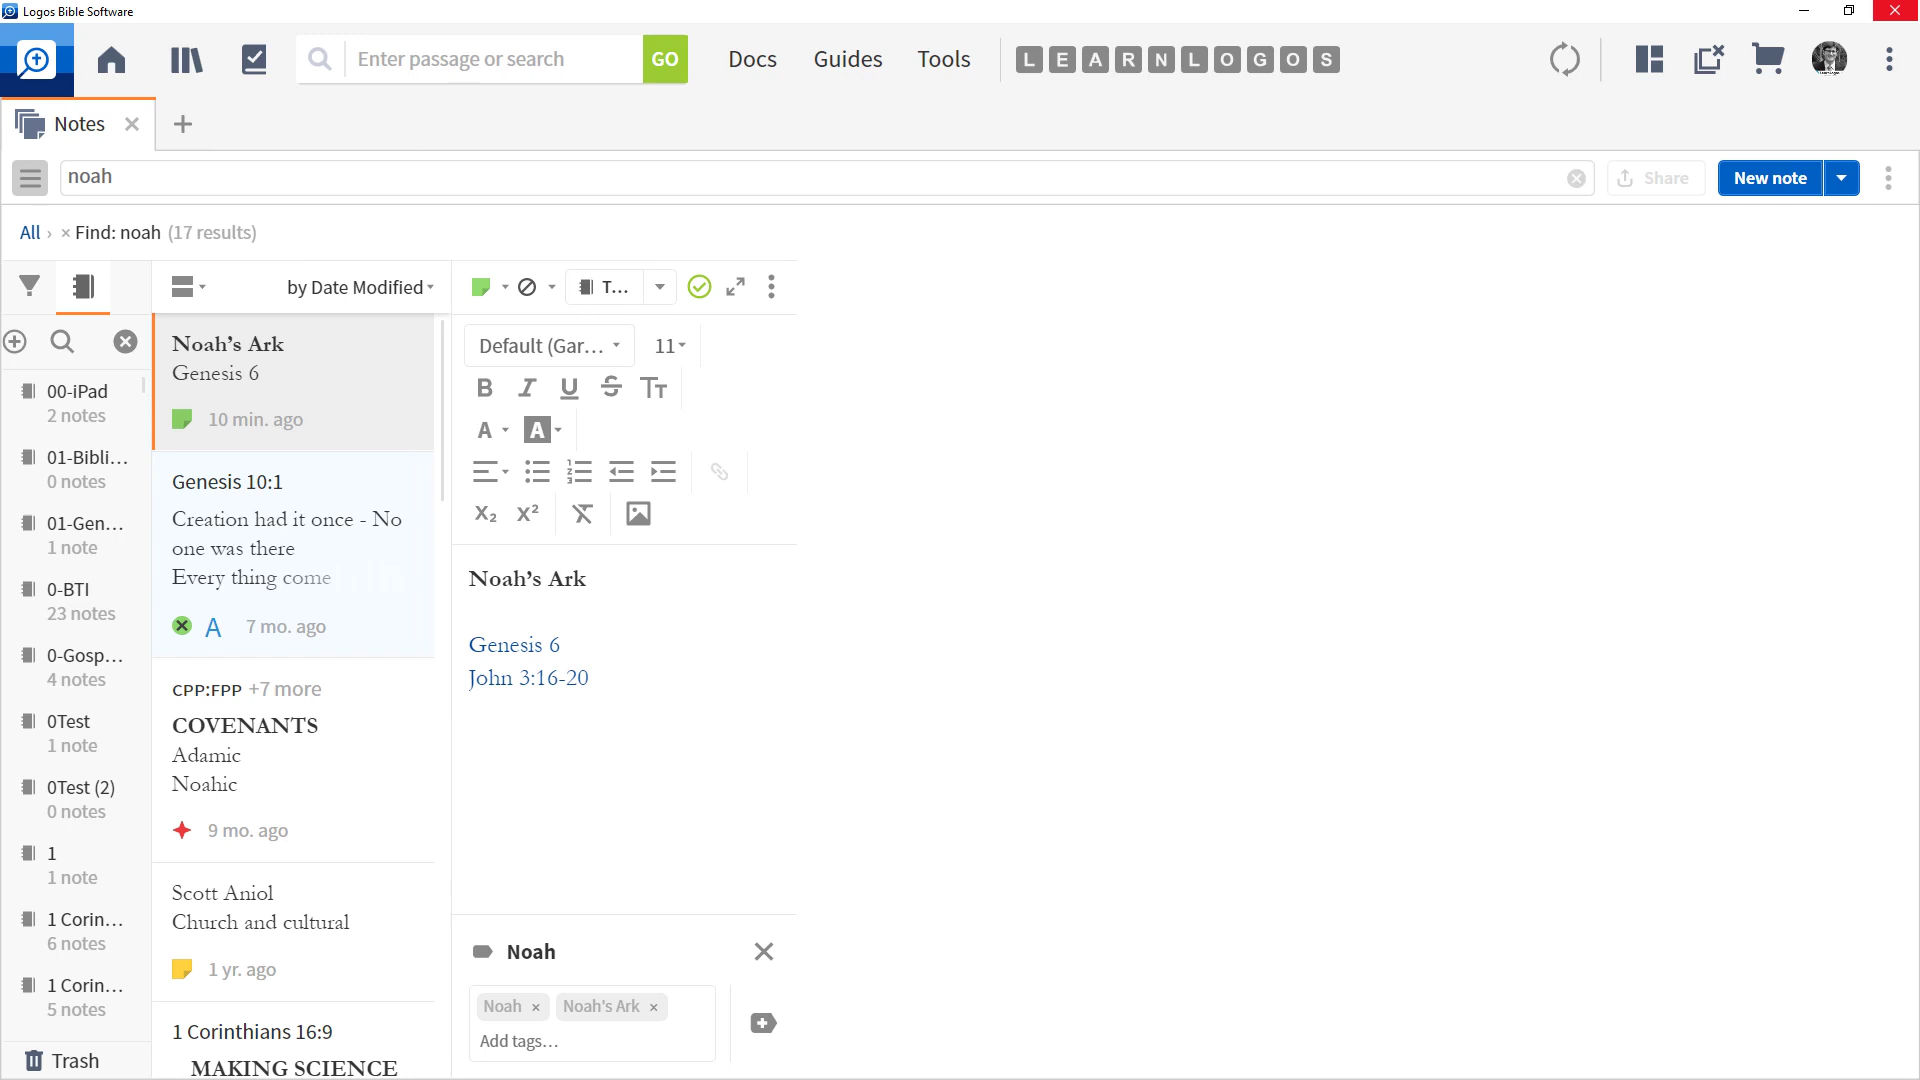 Logos Bible Software
Enter passage or search
GO
Docs
Guides
Tools
L E A R N L O G O S
Notes
noah
Share
New note
All › × Find: noah (17 results)
by Date Modified
T...
00-iPad
2 notes
01-Bibli...
0 notes
01-Gen...
1 note
0-BTI
23 notes
0-Gosp...
4 notes
0Test
1 note
0Test (2)
0 notes
1
1 note
1 Corin...
6 notes
1 Corin...
5 notes
Trash
Noah's Ark
Genesis 6
10 min. ago
Genesis 10:1
Creation had it once - No
one was there
Every thing come
A 7 mo. ago
CPP:FPP +7 more
COVENANTS
Adamic
Noahic
9 mo. ago
Scott Aniol
Church and cultural
1 yr. ago
1 Corinthians 16:9
MAKING SCIENCE
Default (Gar... 11
B I U S Tt
A A
X₂ X²
Noah's Ark
Genesis 6
John 3:16-20
Noah
Noah × Noah's Ark ×
Add tags...